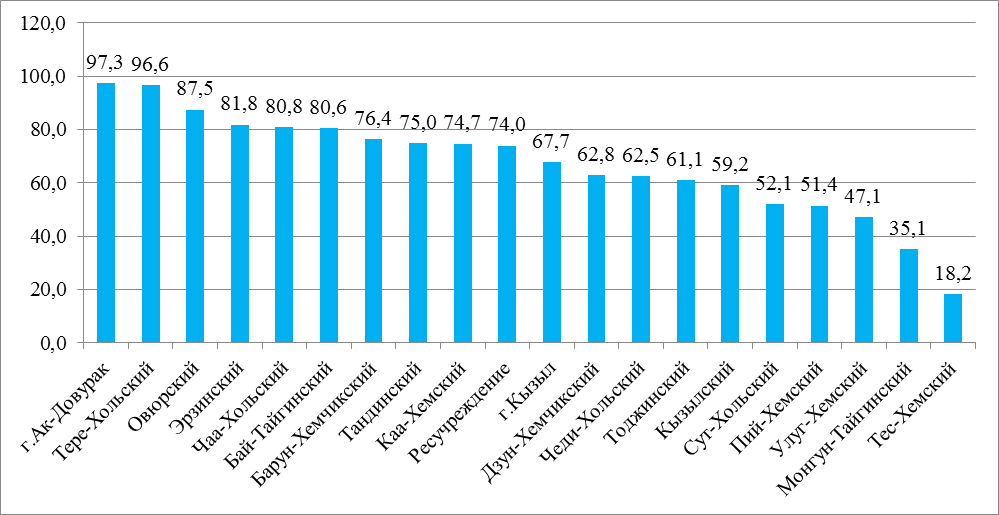 120,0
100,0
80,0
60,0
40,0
20,0
0,0
97,3
96,6
87,5
81,8
80,8
80,6
76,4
75,0
74,7
74,0
67,7
62,8
62,5
61,1
59,2
52,1
51,4
47,1
35,1
18,2
г.Ак-Довурак
Тере-Хольский
Овюрский
Эрзинский
Чаа-Хольский
Бай-Тайгинский
Барун-Хемчикский
Тандинский
Каа-Хемский
Ресучреждение
г.Кызыл
Дзун-Хемчикский
Чеди-Хольский
Тоджинский
Кызылский
Сут-Хольский
Пий-Хемский
Улуг-Хемский
Монгун-Тайгинский
Тес-Хемский